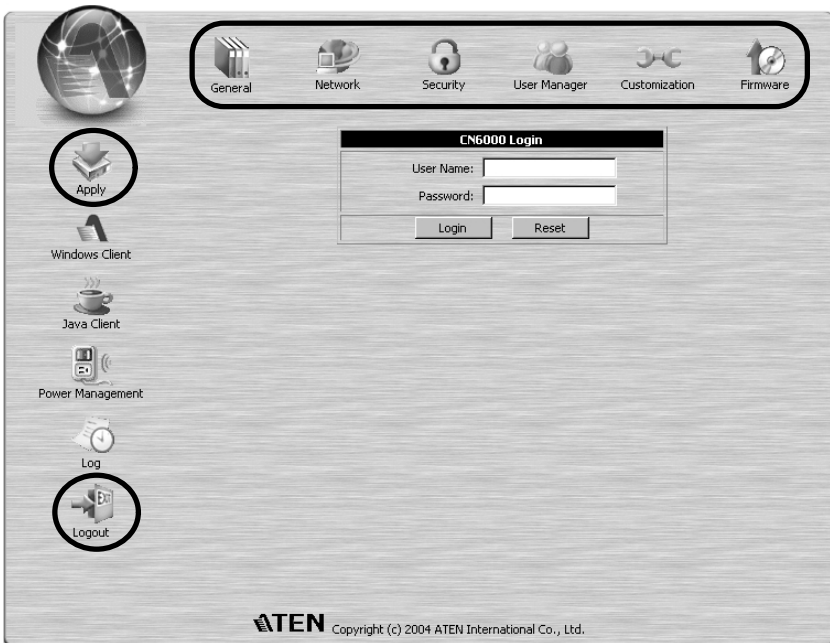 General
Network
Security
User Manager
Customization
Firmware
CN6000 Login
User Name:
Password:
Login
Reset
Apply
Windows Client
Java Client
Power Management
Log
EXIT
Logout
ATEN Copyright (c) 2004 ATEN International Co., Ltd.